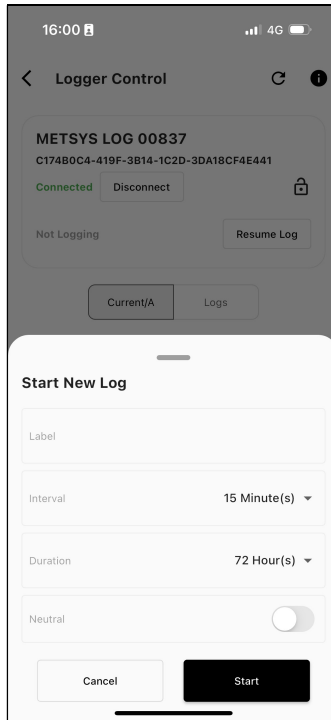 16:00
4G
Logger Control
METSYS LOG 00837
C174B0C4-419F-3B14-1C2D-3DA18CF4E441
Connected Disconnect
Not Logging Resume Log
Current/A Logs
Start New Log
Label
Interval 15 Minute(s)
Duration 72 Hour(s)
Neutral
Cancel Start